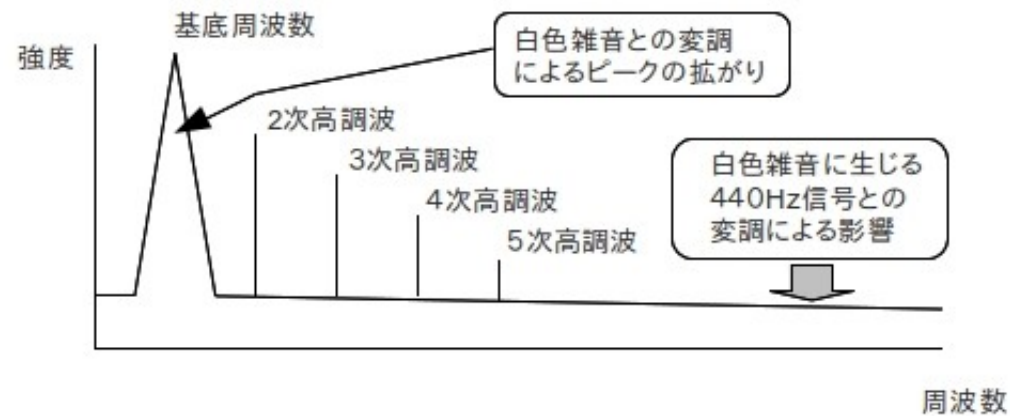 基底周波数
強度
白色雑音との変調
によるピークの拡がり
2次高調波
3次高調波
4次高調波
5次高調波
白色雑音に生じる
440Hz信号との
変調による影響
周波数